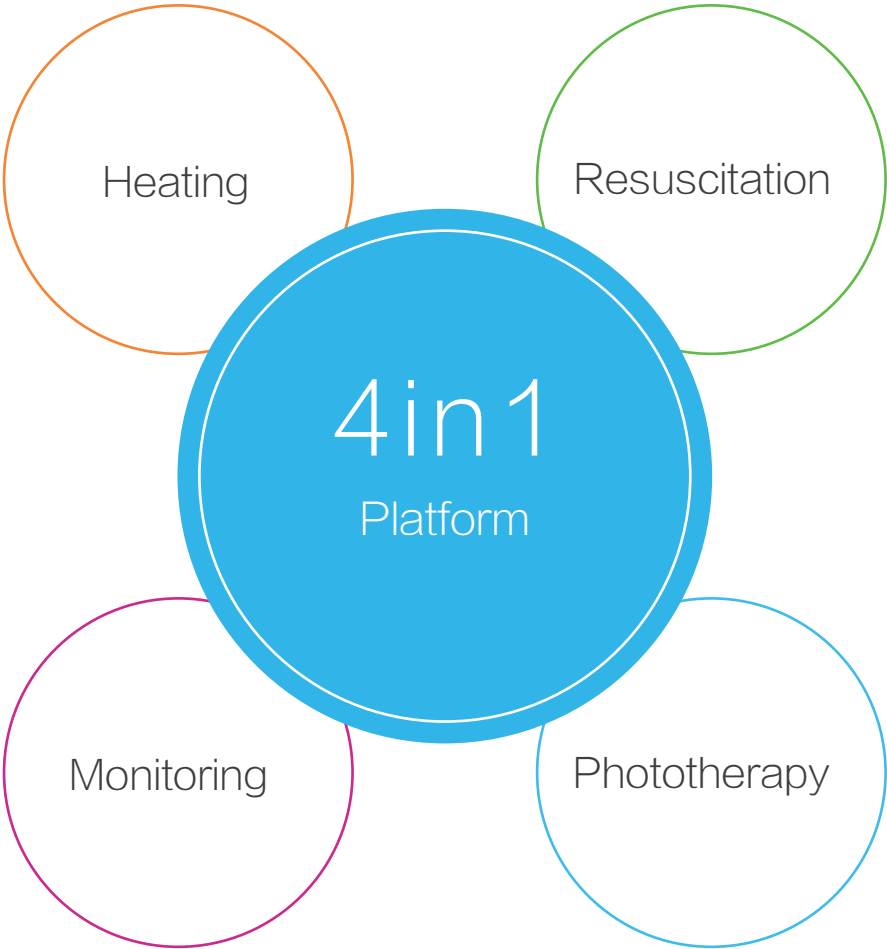 Heating
Resuscitation
4in1
Platform
Monitoring
Phototherapy